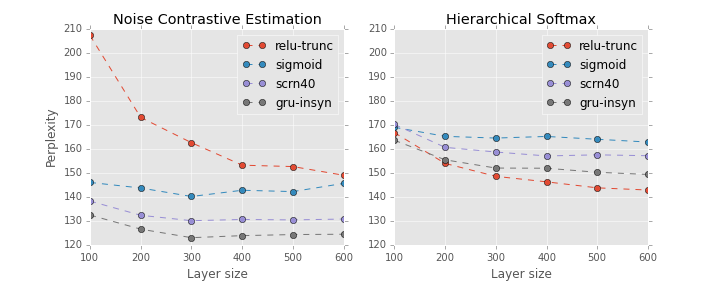 Noise Contrastive Estimation
Perplexity
210
200
190
180
170
160
150
140
130
120
relu-trunc
sigmoid
scrn40
gru-insyn
100 200 300 400 500 600
Layer size
Hierarchical Softmax
210
200
190
180
170
160
150
140
130
120
relu-trunc
sigmoid
scrn40
gru-insyn
100 200 300 400 500 600
Layer size